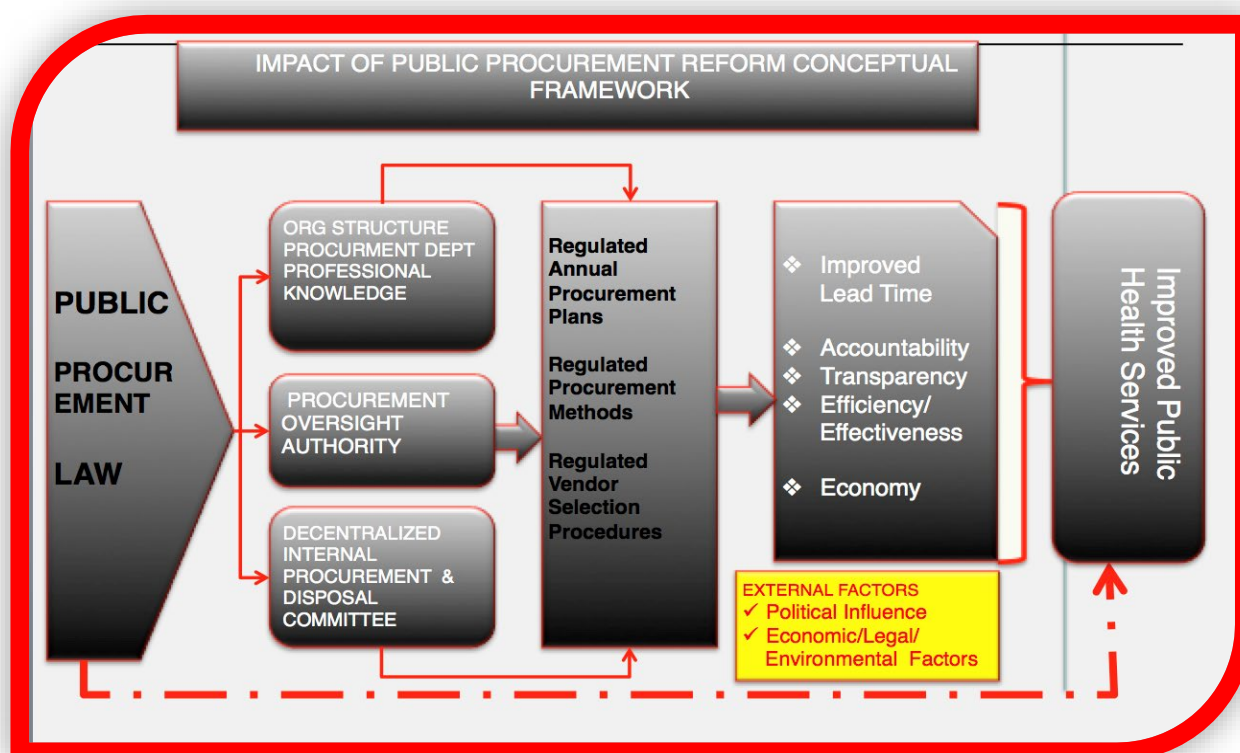 IMPACT OF PUBLIC PROCUREMENT REFORM CONCEPTUAL
FRAMEWORK
PUBLIC
PROCUR
EMENT
LAW
ORG STRUCTURE
PROCURMENT DEPT
PROFESSIONAL
KNOWLEDGE
PROCUREMENT
OVERSIGHT
AUTHORITY
DECENTRALIZED
INTERNAL
PROCUREMENT &
DISPOSAL
COMMITTEE
Regulated
Annual
Procurement
Plans
Regulated
Procurement
Methods
Regulated
Vendor
Selection
Procedures
❖ Improved
Lead Time
❖ Accountability
❖ Transparency
❖ Efficiency/
Effectiveness
❖ Economy
EXTERNAL FACTORS
✓ Political Influence
✓ Economic/Legal/
Environmental Factors
Improved Public
Health Services